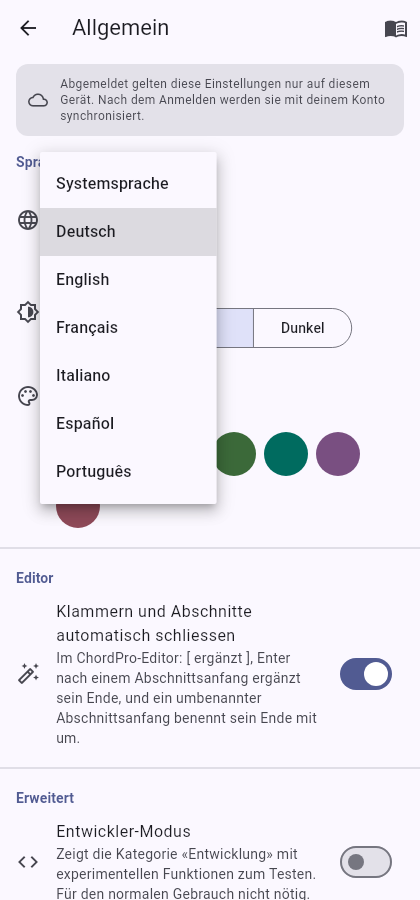 Allgemein
Abgemeldet gelten diese Einstellungen nur auf diesem
Gerät. Nach dem Anmelden werden sie mit deinem Konto
synchronisiert.
Spra
Systemsprache
Deutsch
English
Français
Italiano
Español
Português
Dunkel
Editor
Klammern und Abschnitte
automatisch schliessen
Im ChordPro-Editor: [ ergänzt ], Enter
nach einem Abschnittsanfang ergänzt
sein Ende, und ein umbenannter
Abschnittsanfang benennt sein Ende mit
um.
Erweitert
Entwickler-Modus
Zeigt die Kategorie «Entwicklung» mit
experimentellen Funktionen zum Testen.
Für den normalen Gebrauch nicht nötig.